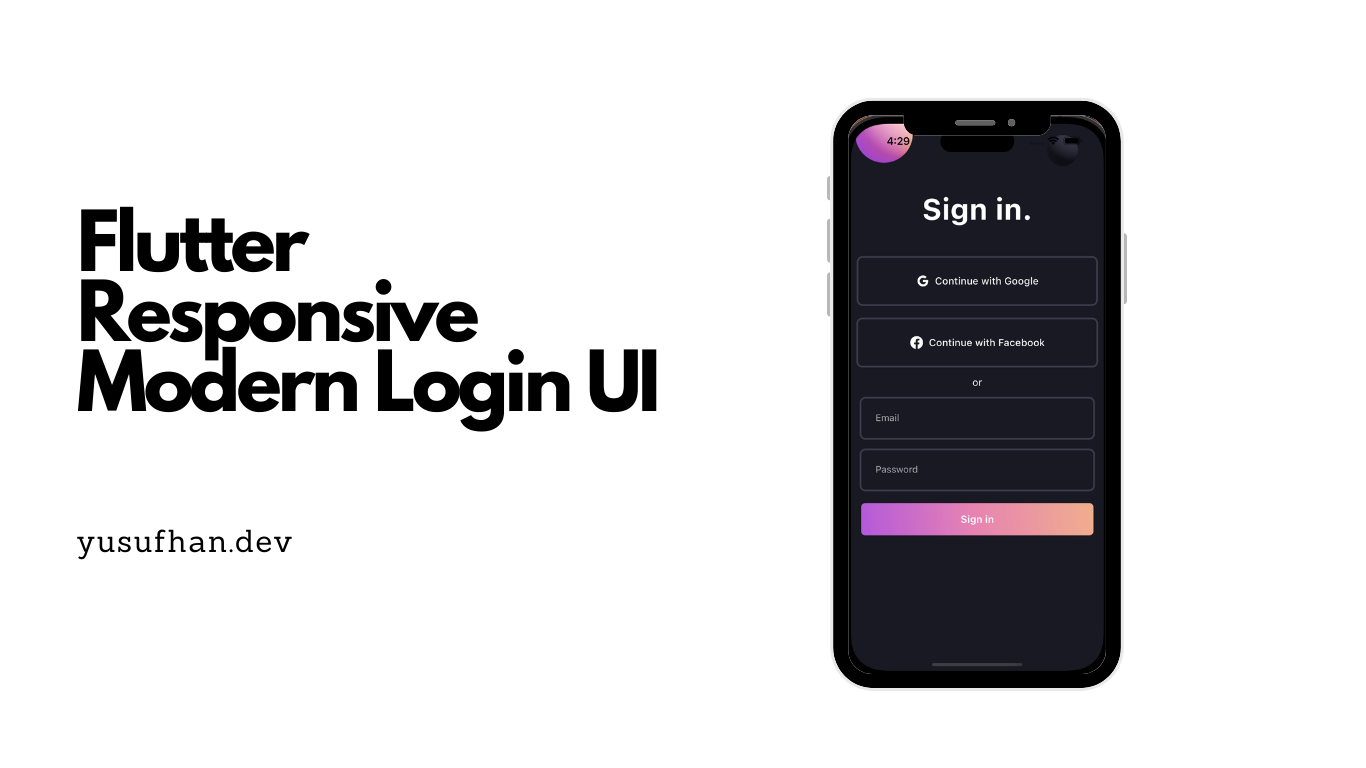 Flutter
Responsive
Modern Login UI
yusufhan.dev
4:29
Sign in.
Continue with Google
Continue with Facebook
or
Email
Password
Sign in